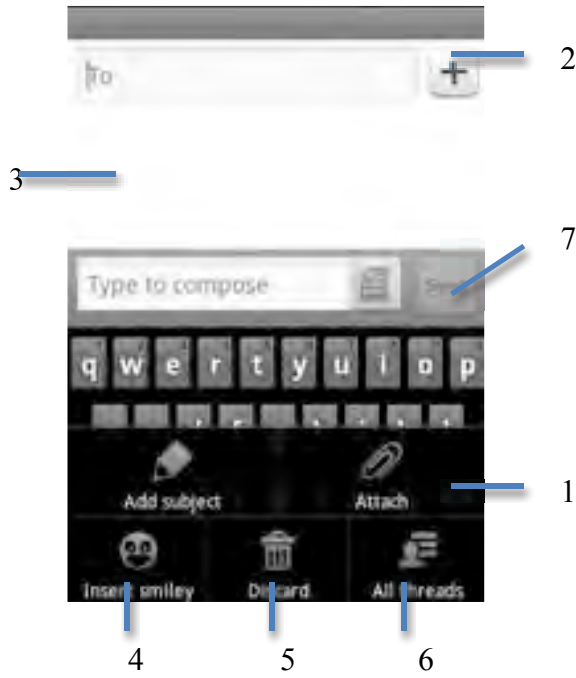 To
+
2
3
Type to compose
7
q w e r t y u i o p
Add subject
Attach
1
Insert smiley
Discard
All threads
4
5
6